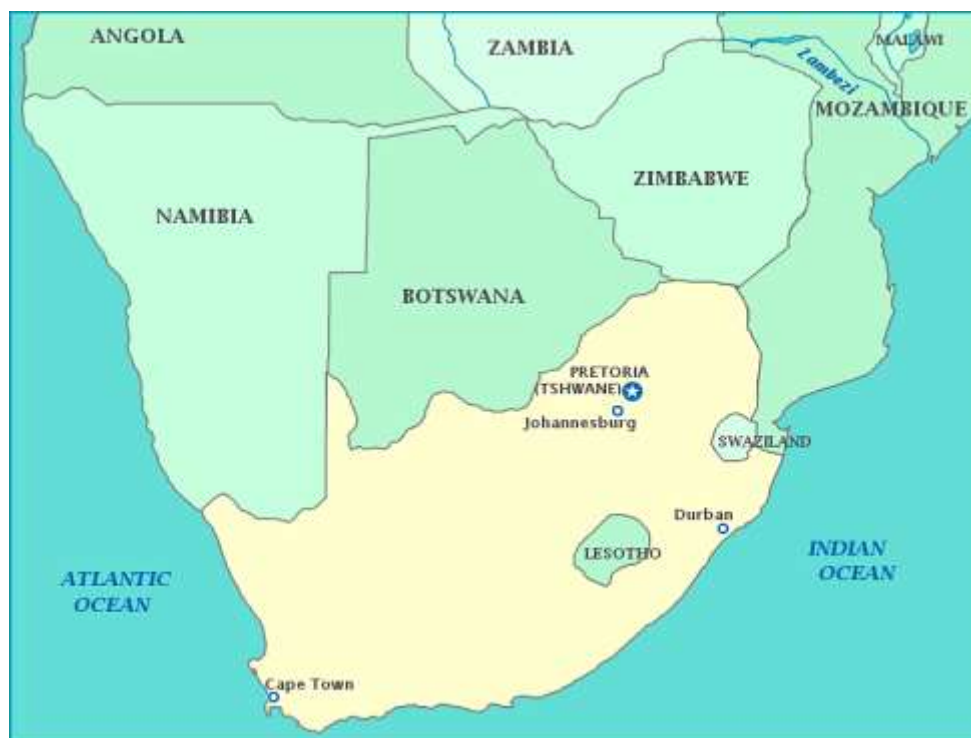 ANGOLA
ZAMBIA
MALAWI
Zambezi
MOZAMBIQUE
ZIMBABWE
NAMIBIA
BOTSWANA
PRETORIA
(TSHWANE)
Johannesburg
SWAZILAND
Durban
LESOTHO
INDIAN
OCEAN
ATLANTIC
OCEAN
Cape Town